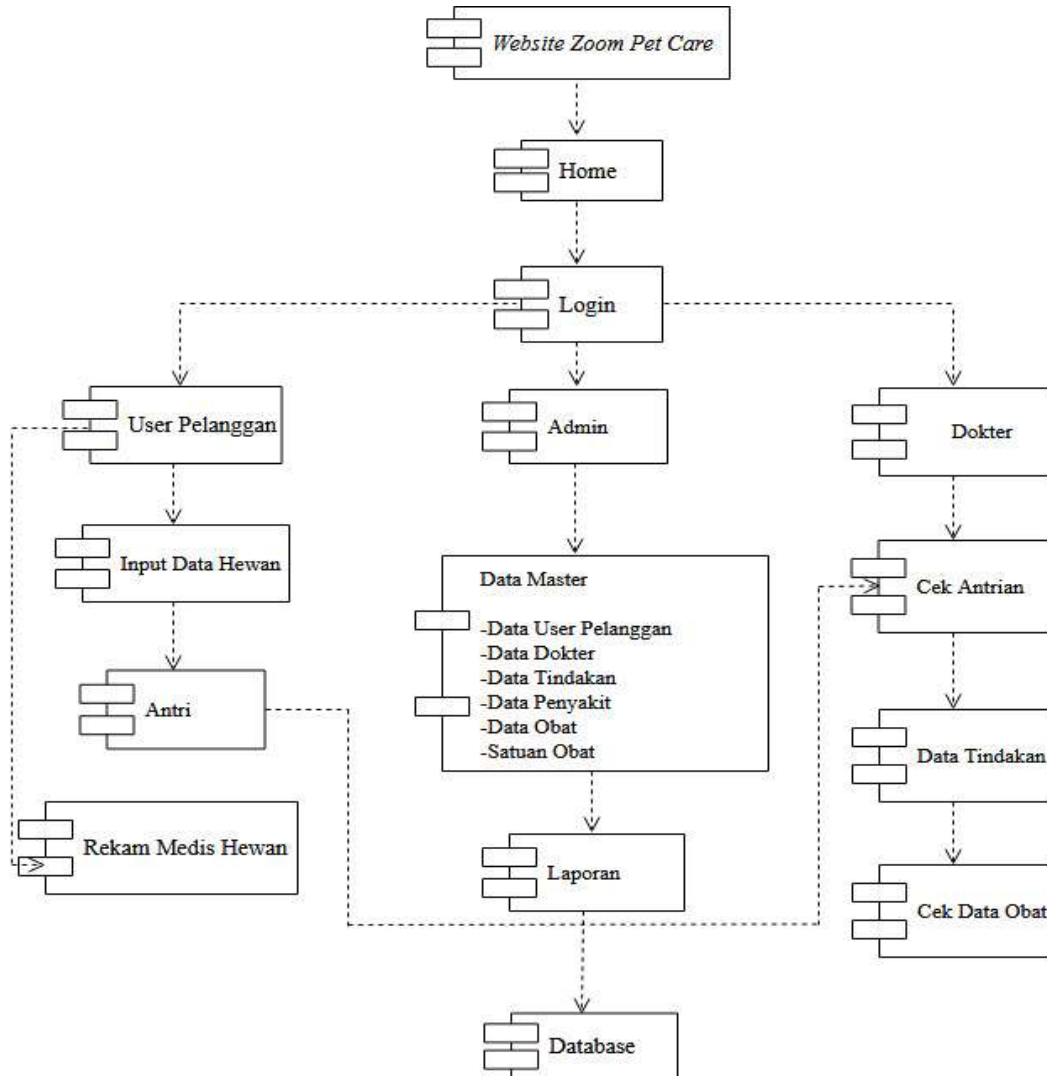 Website Zoom Pet Care
Home
Login
User Pelanggan
Admin
Dokter
Input Data Hewan
Data Master
-Data User Pelanggan
-Data Dokter
-Data Tindakan
-Data Penyakit
-Data Obat
-Satuan Obat
Cek Antrian
Antri
Data Tindakan
Rekam Medis Hewan
Laporan
Cek Data Obat
Database